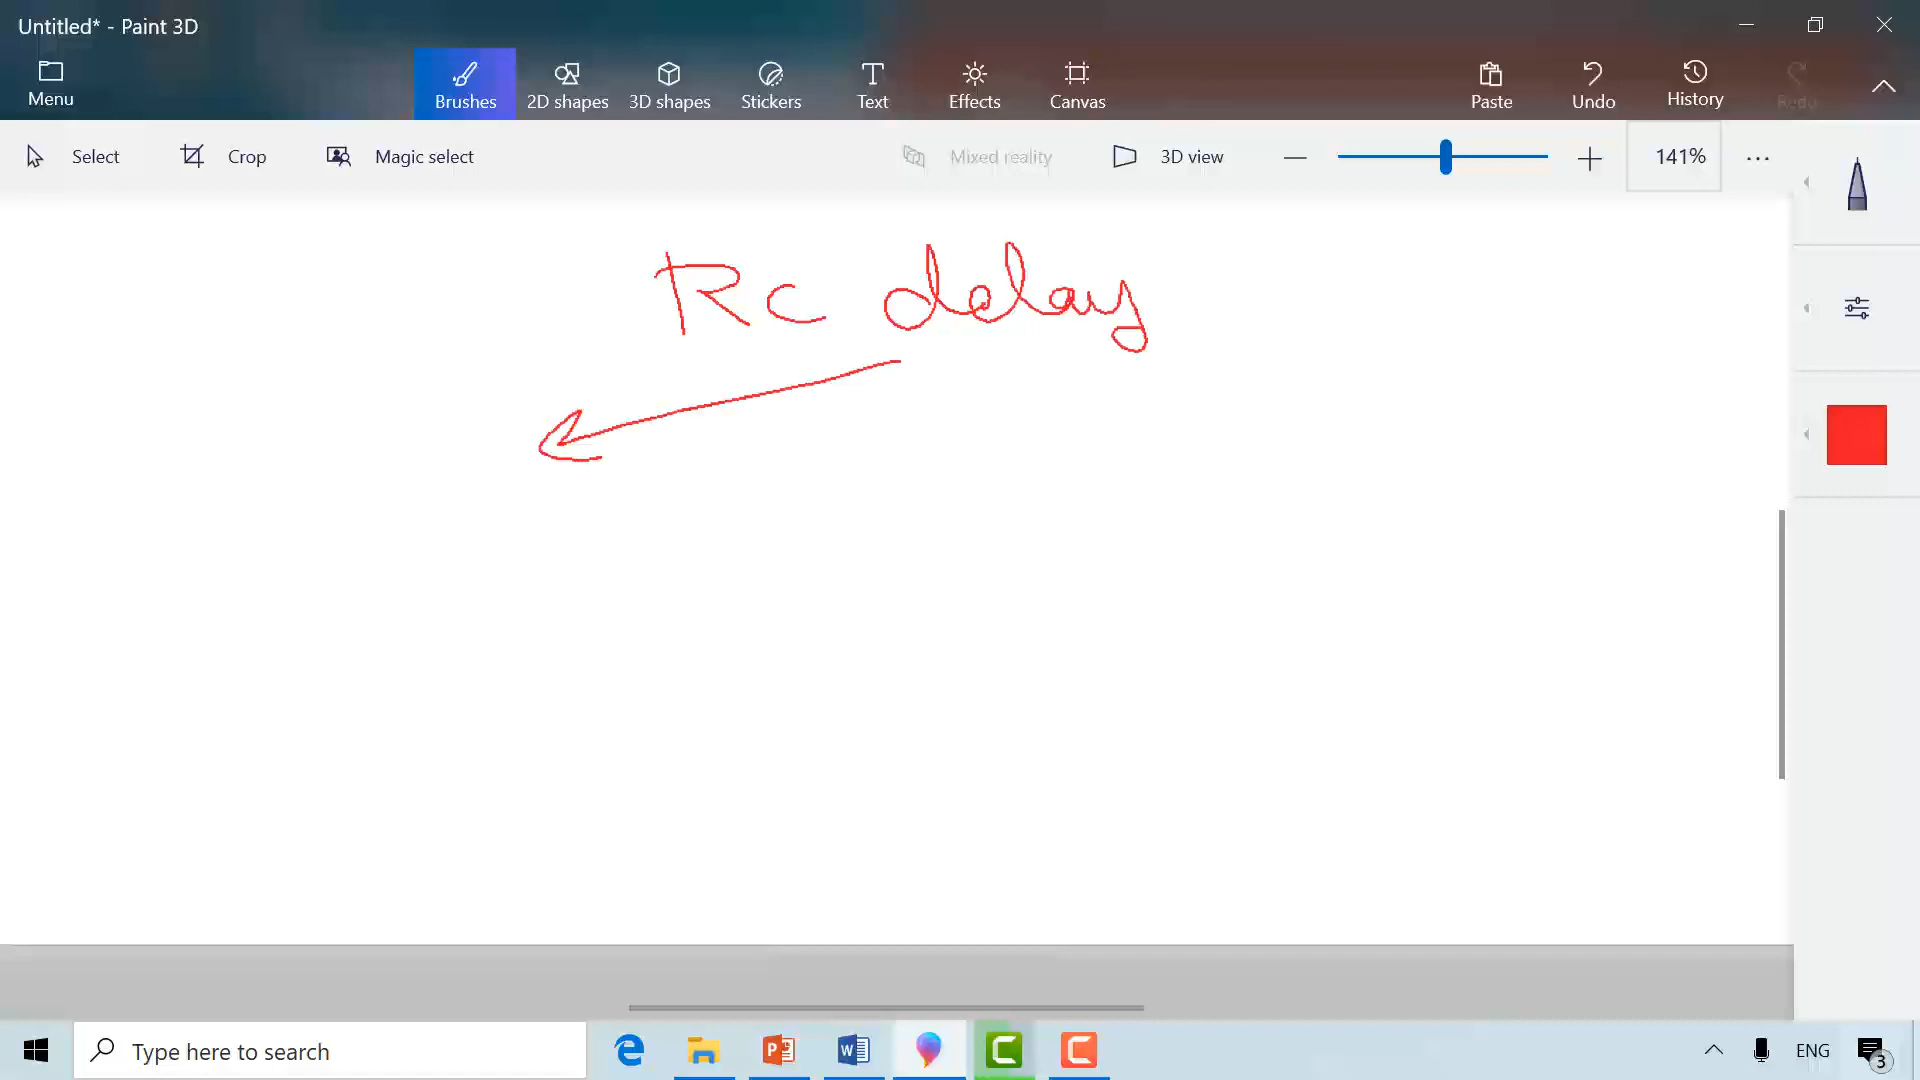 Untitled* - Paint 3D
Menu
Brushes
2D shapes
3D shapes
Stickers
Text
Effects
Canvas
Paste
Undo
History
Redo
Select
Crop
Magic select
Mixed reality
3D view
141%
Rc delay
Type here to search
ENG
3